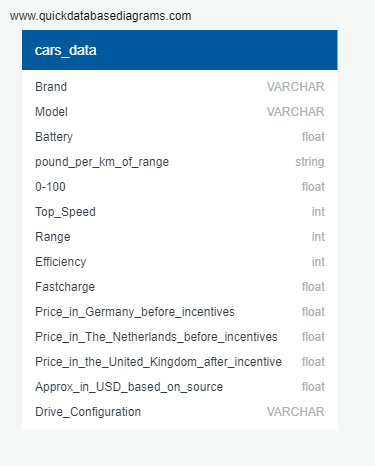 www.quickdatabasediagrams.com
cars_data
Brand VARCHAR
Model VARCHAR
Battery float
pound_per_km_of_range string
0-100 float
Top_Speed int
Range int
Efficiency int
Fastcharge float
Price_in_Germany_before_incentives float
Price_in_The_Netherlands_before_incentives float
Price_in_the_United_Kingdom_after_incentive float
Approx_in_USD_based_on_source float
Drive_Configuration VARCHAR